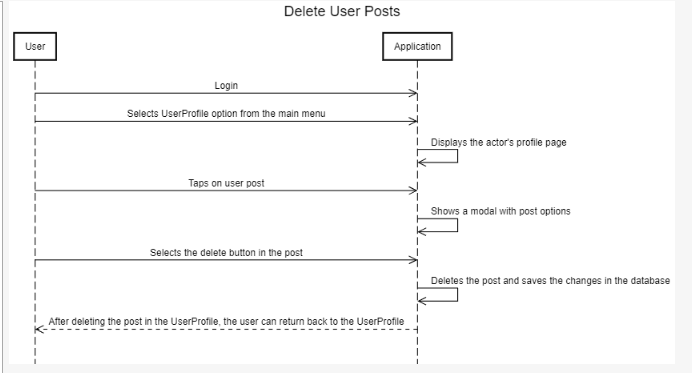 Delete User Posts
User
Application
Login
Selects UserProfile option from the main menu
Displays the actor's profile page
Taps on user post
Shows a modal with post options
Selects the delete button in the post
Deletes the post and saves the changes in the database
After deleting the post in the UserProfile, the user can return back to the UserProfile